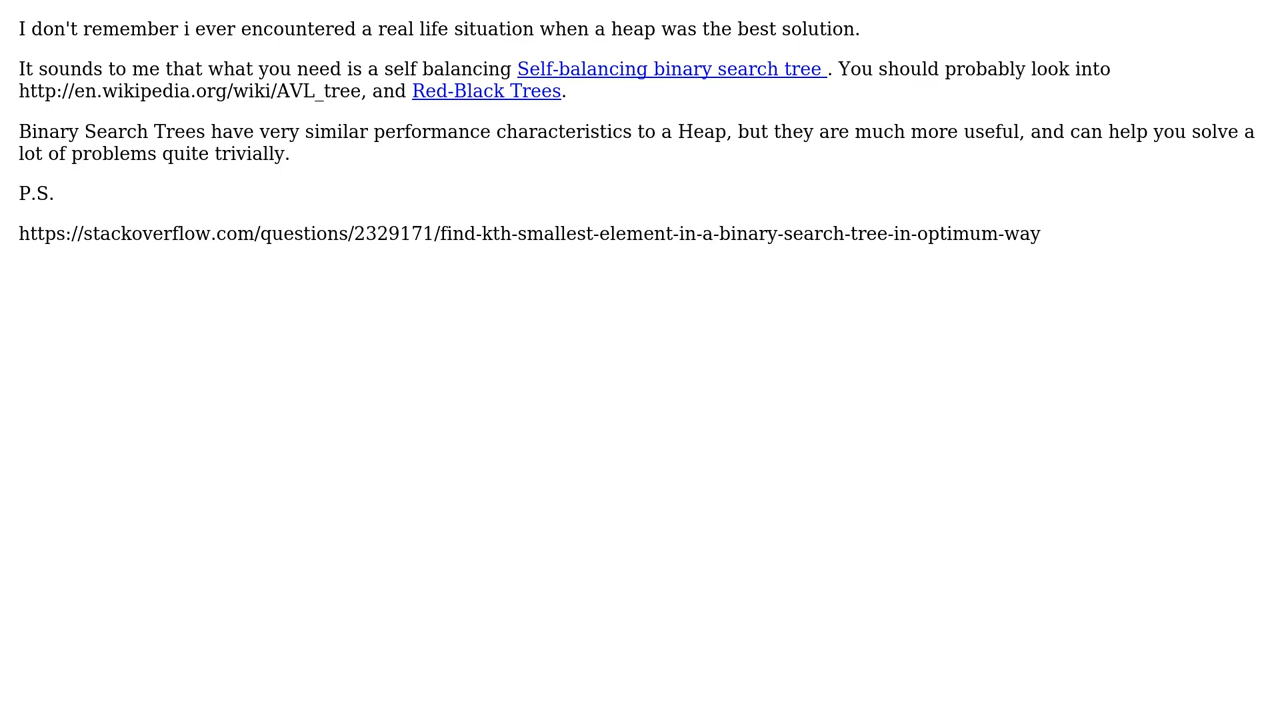 I don't remember i ever encountered a real life situation when a heap was the best solution.
It sounds to me that what you need is a self balancing Self-balancing binary search tree . You should probably look into
http://en.wikipedia.org/wiki/AVL_tree, and Red-Black Trees.
Binary Search Trees have very similar performance characteristics to a Heap, but they are much more useful, and can help you solve a
lot of problems quite trivially.
P.S.
https://stackoverflow.com/questions/2329171/find-kth-smallest-element-in-a-binary-search-tree-in-optimum-way